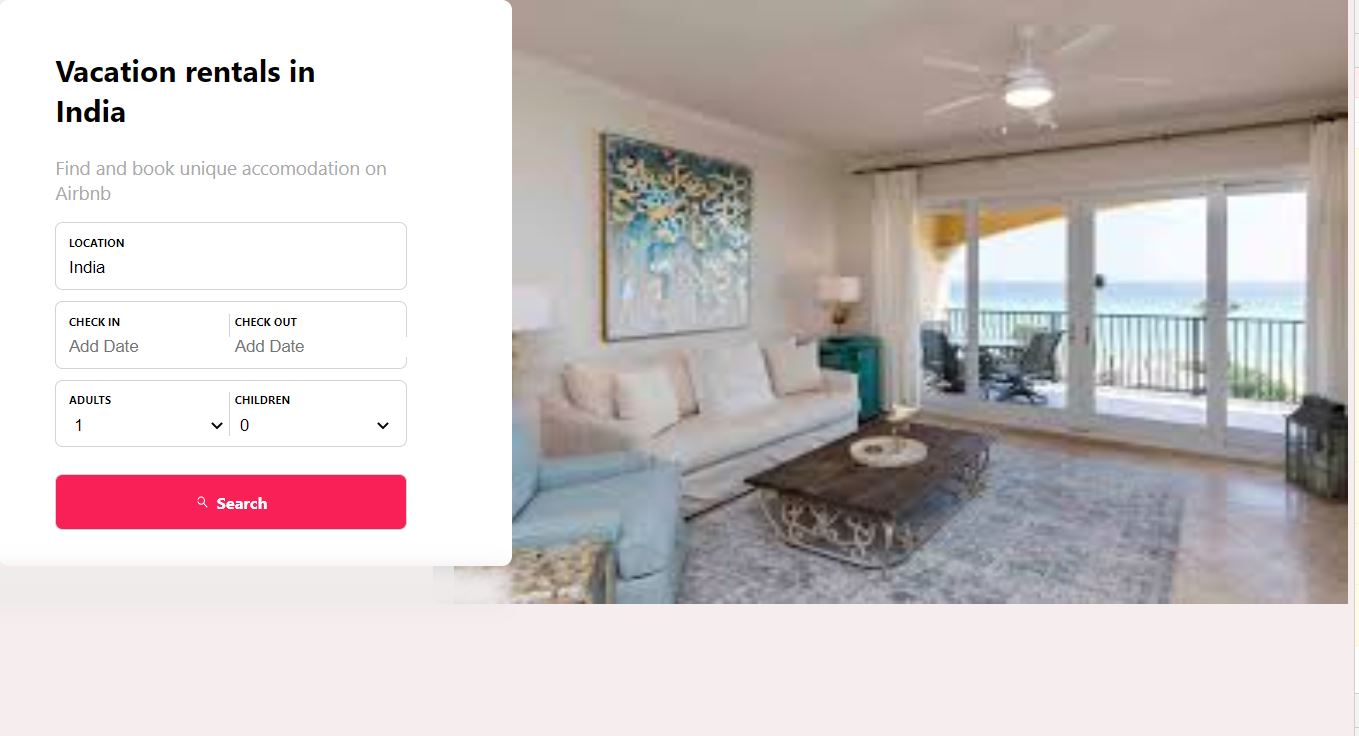 Vacation rentals in
India
Find and book unique accomodation on
Airbnb
LOCATION
India
CHECK IN CHECK OUT
Add Date Add Date
ADULTS CHILDREN
1 0
Search